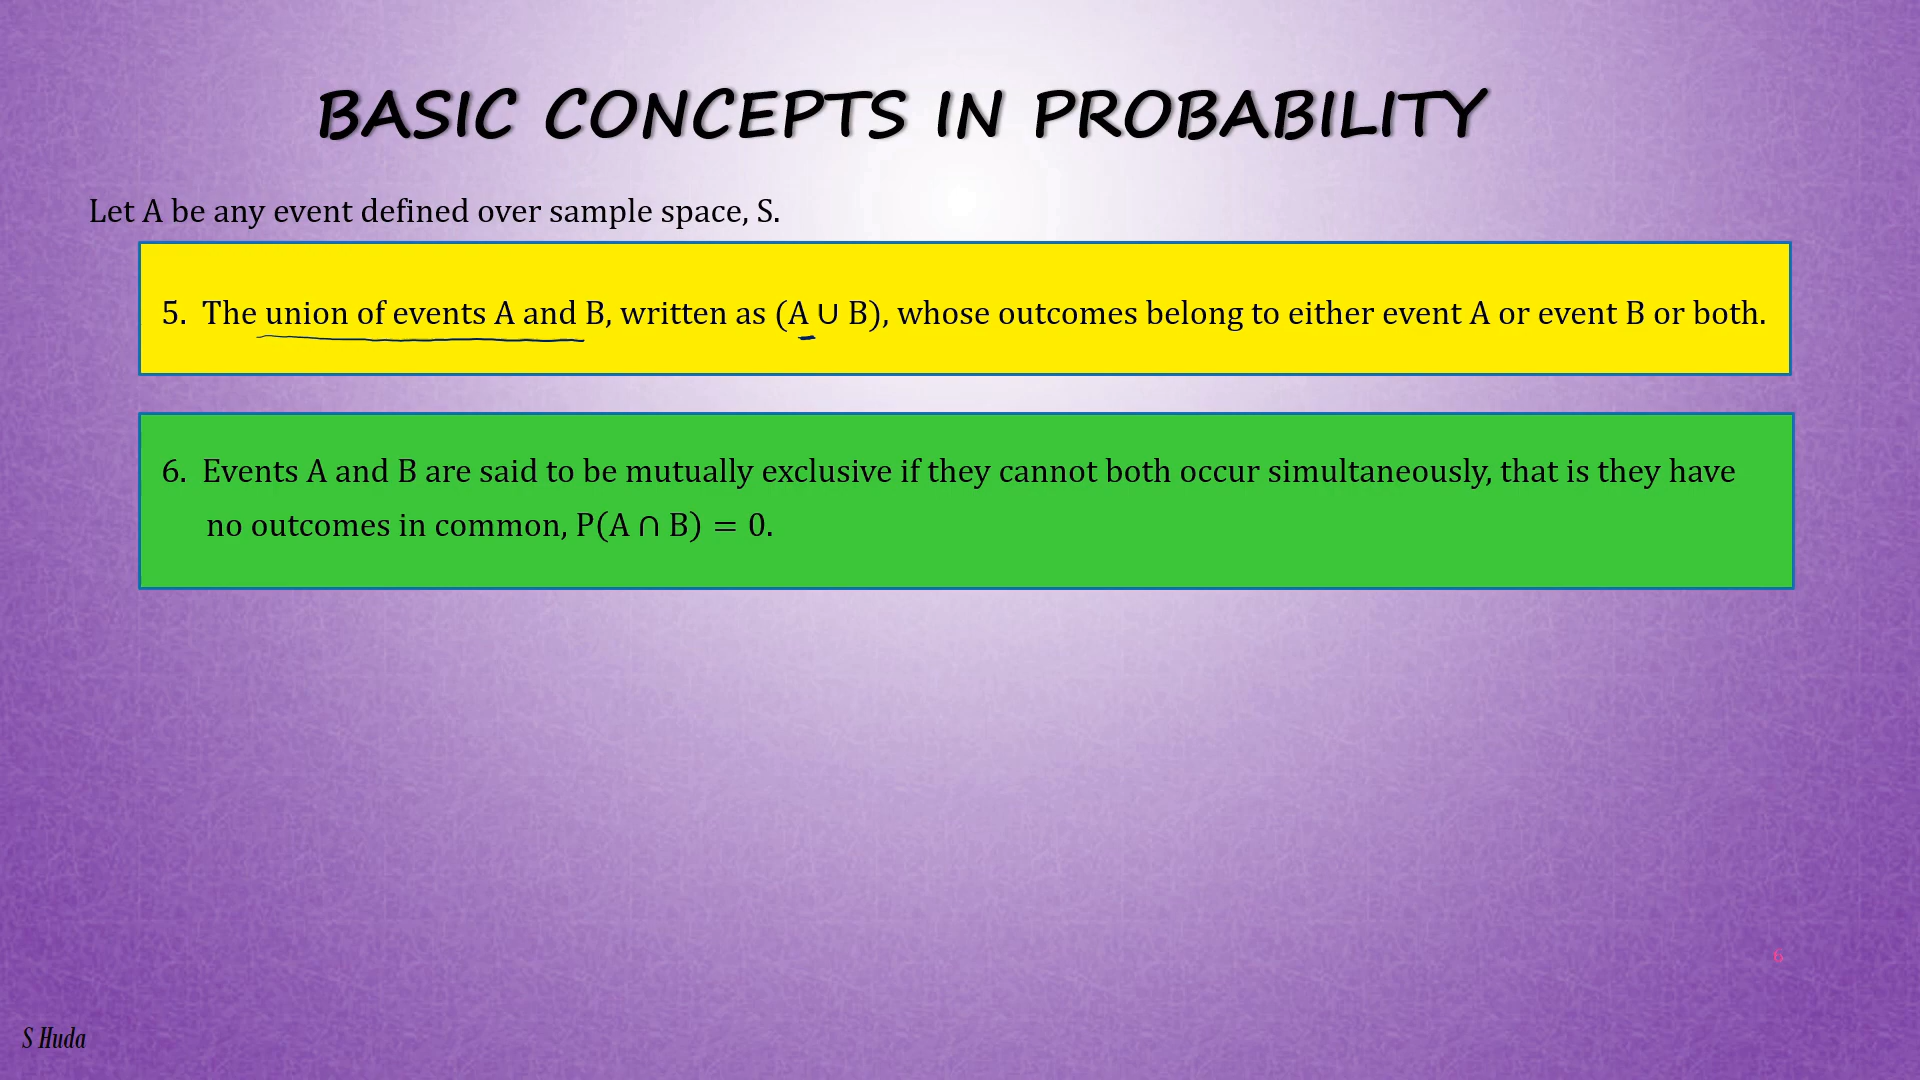 BASIC CONCEPTS IN PROBABILITY
Let A be any event defined over sample space, S.
5. The union of events A and B, written as (A ∪ B), whose outcomes belong to either event A or event B or both.
6. Events A and B are said to be mutually exclusive if they cannot both occur simultaneously, that is they have
no outcomes in common, P(A ∩ B) = 0.
6
S Huda